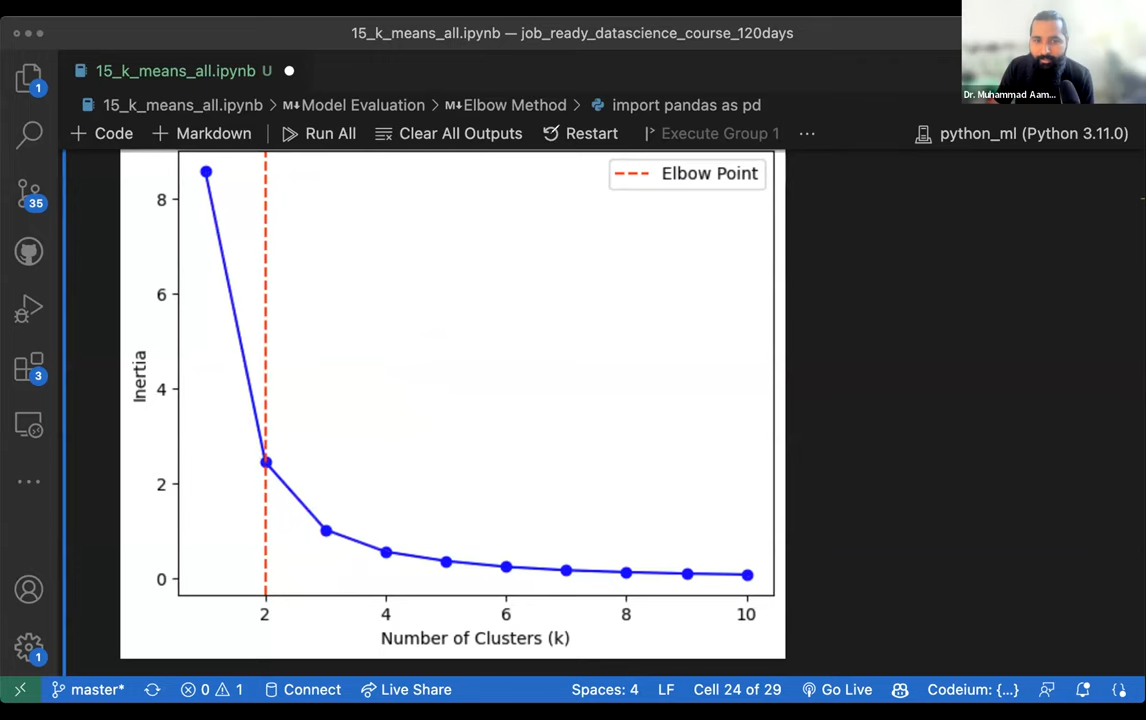 15_k_means_all.ipynb — job_ready_datascience_course_120days
Dr. Muhammad Aam...
15_k_means_all.ipynb U
15_k_means_all.ipynb > M↓Model Evaluation > M↓Elbow Method > import pandas as pd
+ Code + Markdown Run All Clear All Outputs Restart Execute Group 1 ... python_ml (Python 3.11.0)
1
35
3
1
Elbow Point
8
6
4
2
0
Inertia
2 4 6 8 10
Number of Clusters (k)
master* 0 1 Connect Live Share Spaces: 4 LF Cell 24 of 29 Go Live Codeium: {...}